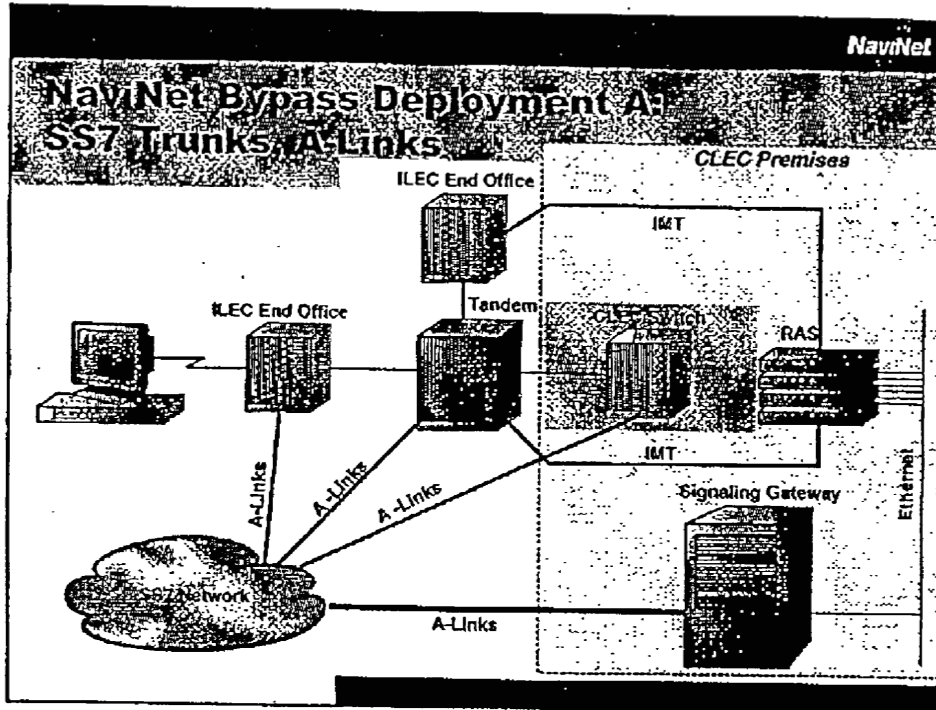 NaviNet
NaviNet Bypass Deployment A:
SS7 Trunks, A-Links
CLEC Premises
ILEC End Office
IMT
Tandem
ILEC End Office
CLEC Switch
RAS
IMT
A-Links
A-Links
A-Links
Signaling Gateway
Ethernet
SS7 Network
A-Links